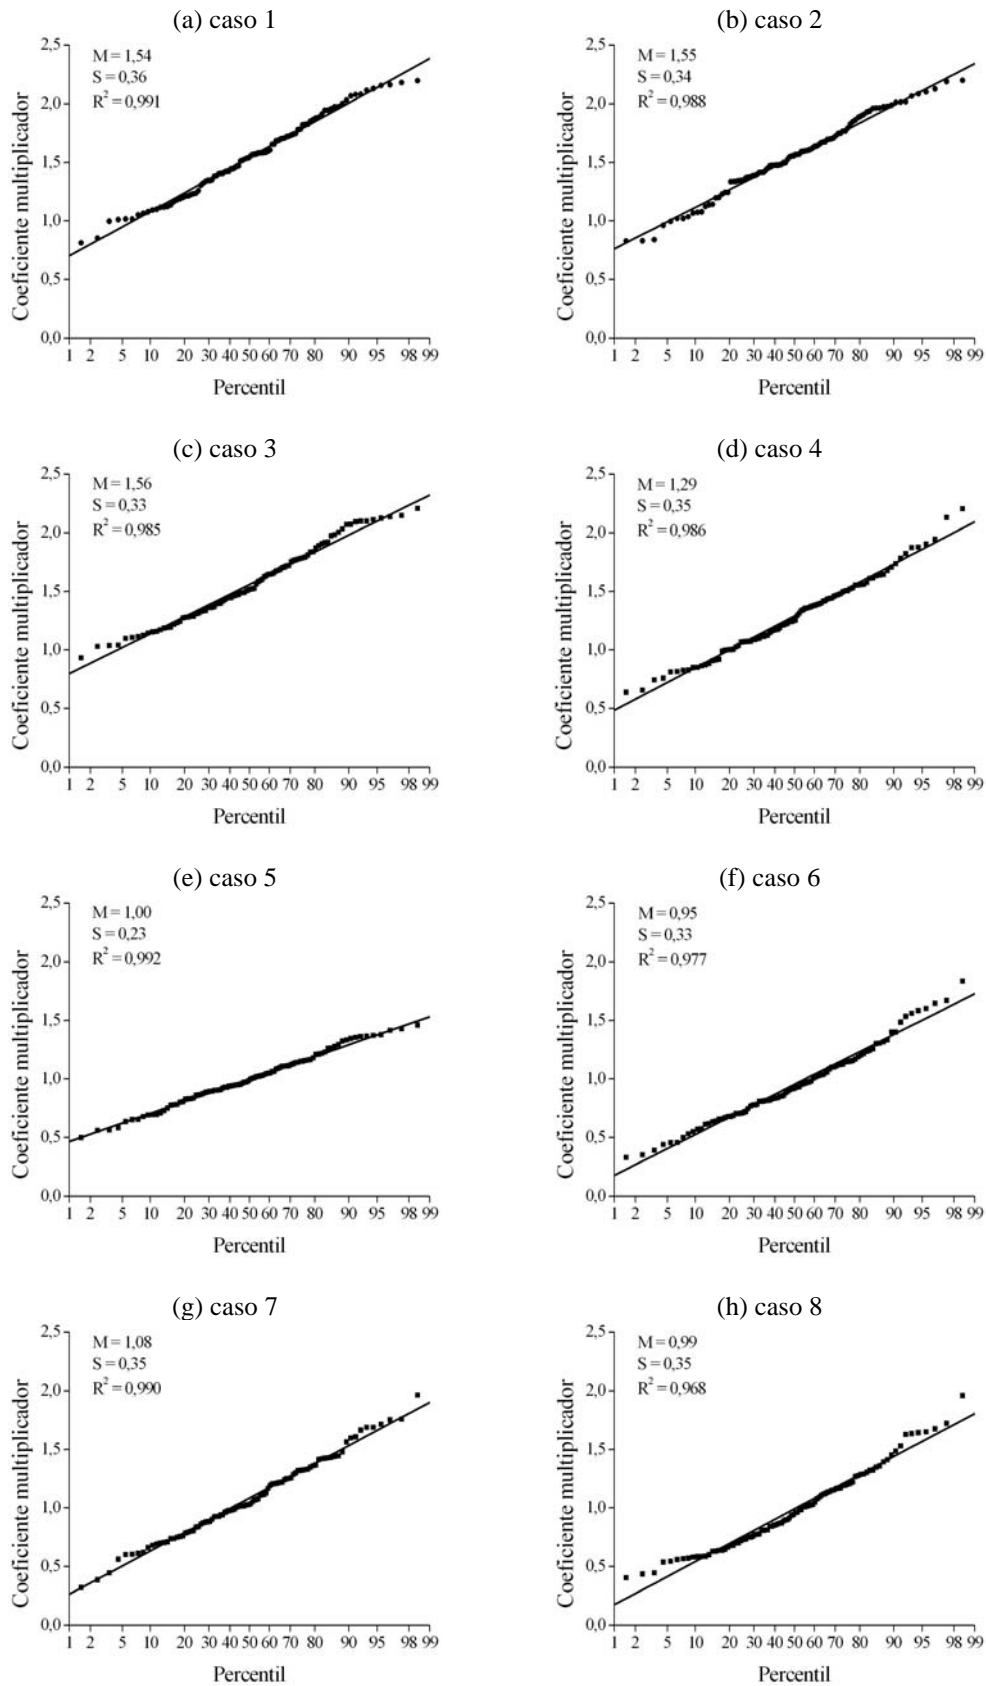 (a) caso 1
2,5
2,0
1,5
1,0
0,5
0,0
Coeficiente multiplicador
M = 1,54
S = 0,36
R² = 0,991
1 2 5 10 20 30 40 50 60 70 80 90 95 98 99
Percentil
(b) caso 2
2,5
2,0
1,5
1,0
0,5
0,0
Coeficiente multiplicador
M = 1,55
S = 0,34
R² = 0,988
1 2 5 10 20 30 40 50 60 70 80 90 95 98 99
Percentil
(c) caso 3
2,5
2,0
1,5
1,0
0,5
0,0
Coeficiente multiplicador
M = 1,56
S = 0,33
R² = 0,985
1 2 5 10 20 30 40 50 60 70 80 90 95 98 99
Percentil
(d) caso 4
2,5
2,0
1,5
1,0
0,5
0,0
Coeficiente multiplicador
M = 1,29
S = 0,35
R² = 0,986
1 2 5 10 20 30 40 50 60 70 80 90 95 98 99
Percentil
(e) caso 5
2,5
2,0
1,5
1,0
0,5
0,0
Coeficiente multiplicador
M = 1,00
S = 0,23
R² = 0,992
1 2 5 10 20 30 40 50 60 70 80 90 95 98 99
Percentil
(f) caso 6
2,5
2,0
1,5
1,0
0,5
0,0
Coeficiente multiplicador
M = 0,95
S = 0,33
R² = 0,977
1 2 5 10 20 30 40 50 60 70 80 90 95 98 99
Percentil
(g) caso 7
2,5
2,0
1,5
1,0
0,5
0,0
Coeficiente multiplicador
M = 1,08
S = 0,35
R² = 0,990
1 2 5 10 20 30 40 50 60 70 80 90 95 98 99
Percentil
(h) caso 8
2,5
2,0
1,5
1,0
0,5
0,0
Coeficiente multiplicador
M = 0,99
S = 0,35
R² = 0,968
1 2 5 10 20 30 40 50 60 70 80 90 95 98 99
Percentil